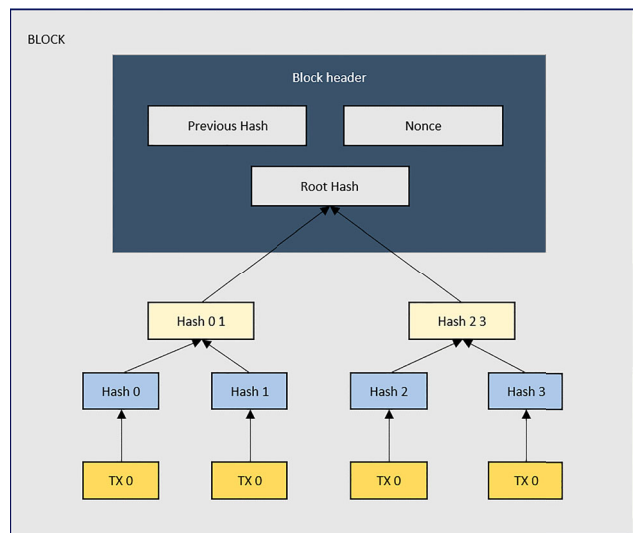 BLOCK
Block header
Previous Hash
Nonce
Root Hash
Hash 0 1
Hash 2 3
Hash 0
Hash 1
Hash 2
Hash 3
TX 0
TX 0
TX 0
TX 0